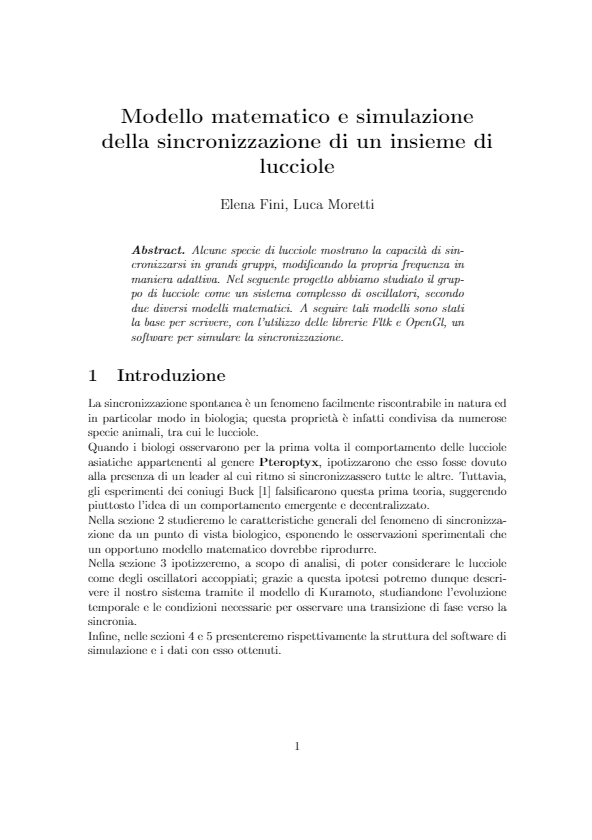 Modello matematico e simulazione
della sincronizzazione di un insieme di
lucciole
Elena Fini, Luca Moretti
Abstract. Alcune specie di lucciole mostrano la capacità di sin-
cronizzarsi in grandi gruppi, modificando la propria frequenza in
maniera adattiva. Nel seguente progetto abbiamo studiato il grup-
po di lucciole come un sistema complesso di oscillatori, secondo
due diversi modelli matematici. A seguire tali modelli sono stati
la base per scrivere, con l'utilizzo delle librerie Fltk e OpenGl, un
software per simulare la sincronizzazione.
1 Introduzione
La sincronizzazione spontanea è un fenomeno facilmente riscontrabile in natura ed
in particolar modo in biologia; questa proprietà è infatti condivisa da numerose
specie animali, tra cui le lucciole.
Quando i biologi osservarono per la prima volta il comportamento delle lucciole
asiatiche appartenenti al genere Pteroptyx, ipotizzarono che esso fosse dovuto
alla presenza di un leader al cui ritmo si sincronizzassero tutte le altre. Tuttavia,
gli esperimenti dei coniugi Buck [1] falsificarono questa prima teoria, suggerendo
piuttosto l'idea di un comportamento emergente e decentralizzato.
Nella sezione 2 studieremo le caratteristiche generali del fenomeno di sincronizza-
zione da un punto di vista biologico, esponendo le osservazioni sperimentali che
un opportuno modello matematico dovrebbe riprodurre.
Nella sezione 3 ipotizzeremo, a scopo di analisi, di poter considerare le lucciole
come degli oscillatori accoppiati; grazie a questa ipotesi potremo dunque descri-
vere il nostro sistema tramite il modello di Kuramoto, studiandone l'evoluzione
temporale e le condizioni necessarie per osservare una transizione di fase verso la
sincronia.
Infine, nelle sezioni 4 e 5 presenteremo rispettivamente la struttura del software di
simulazione e i dati con esso ottenuti.
1